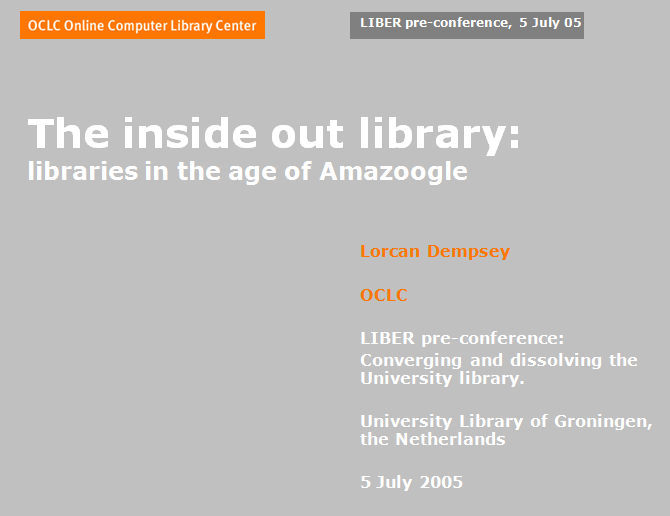 OCLC Online Computer Library Center
LIBER pre-conference, 5 July 05
The inside out library:
libraries in the age of Amazoogle
Lorcan Dempsey
OCLC
LIBER pre-conference:
Converging and dissolving the
University library.
University Library of Groningen,
the Netherlands
5 July 2005